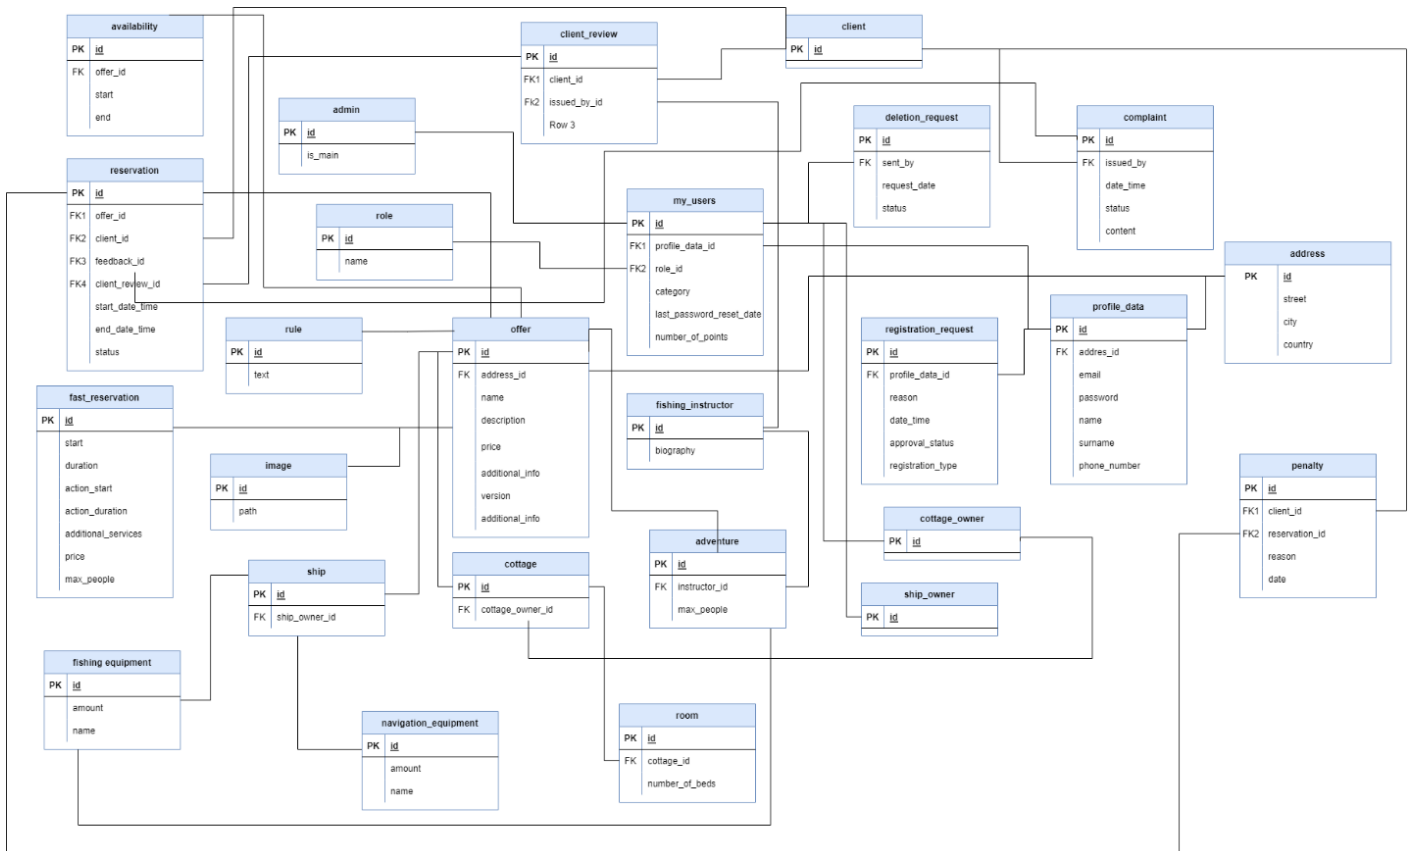 availability
PK id
FK offer_id
start
end
client_review
PK id
FK1 client_id
Fk2 issued_by_id
Row 3
client
PK id
admin
PK id
is_main
deletion_request
PK id
FK sent_by
request_date
status
complaint
PK id
FK issued_by
date_time
status
content
reservation
PK id
FK1 offer_id
FK2 client_id
FK3 feedback_id
FK4 client_review_id
start_date_time
end_date_time
status
role
PK id
name
my_users
PK id
FK1 profile_data_id
FK2 role_id
category
last_password_reset_date
number_of_points
address
PK id
street
city
country
rule
PK id
text
offer
PK id
FK address_id
name
description
price
additional_info
version
additional_info
registration_request
PK id
FK profile_data_id
reason
date_time
approval_status
registration_type
profile_data
PK id
FK addres_id
email
password
name
surname
phone_number
fast_reservation
PK id
start
duration
action_start
action_duration
additional_services
price
max_people
image
PK id
path
fishing_instructor
PK id
biography
penalty
PK id
FK1 client_id
FK2 reservation_id
reason
date
cottage_owner
PK id
ship
PK id
FK ship_owner_id
cottage
PK id
FK cottage_owner_id
adventure
PK id
FK instructor_id
max_people
ship_owner
PK id
fishing equipment
PK id
amount
name
navigation_equipment
PK id
amount
name
room
PK id
FK cottage_id
number_of_beds